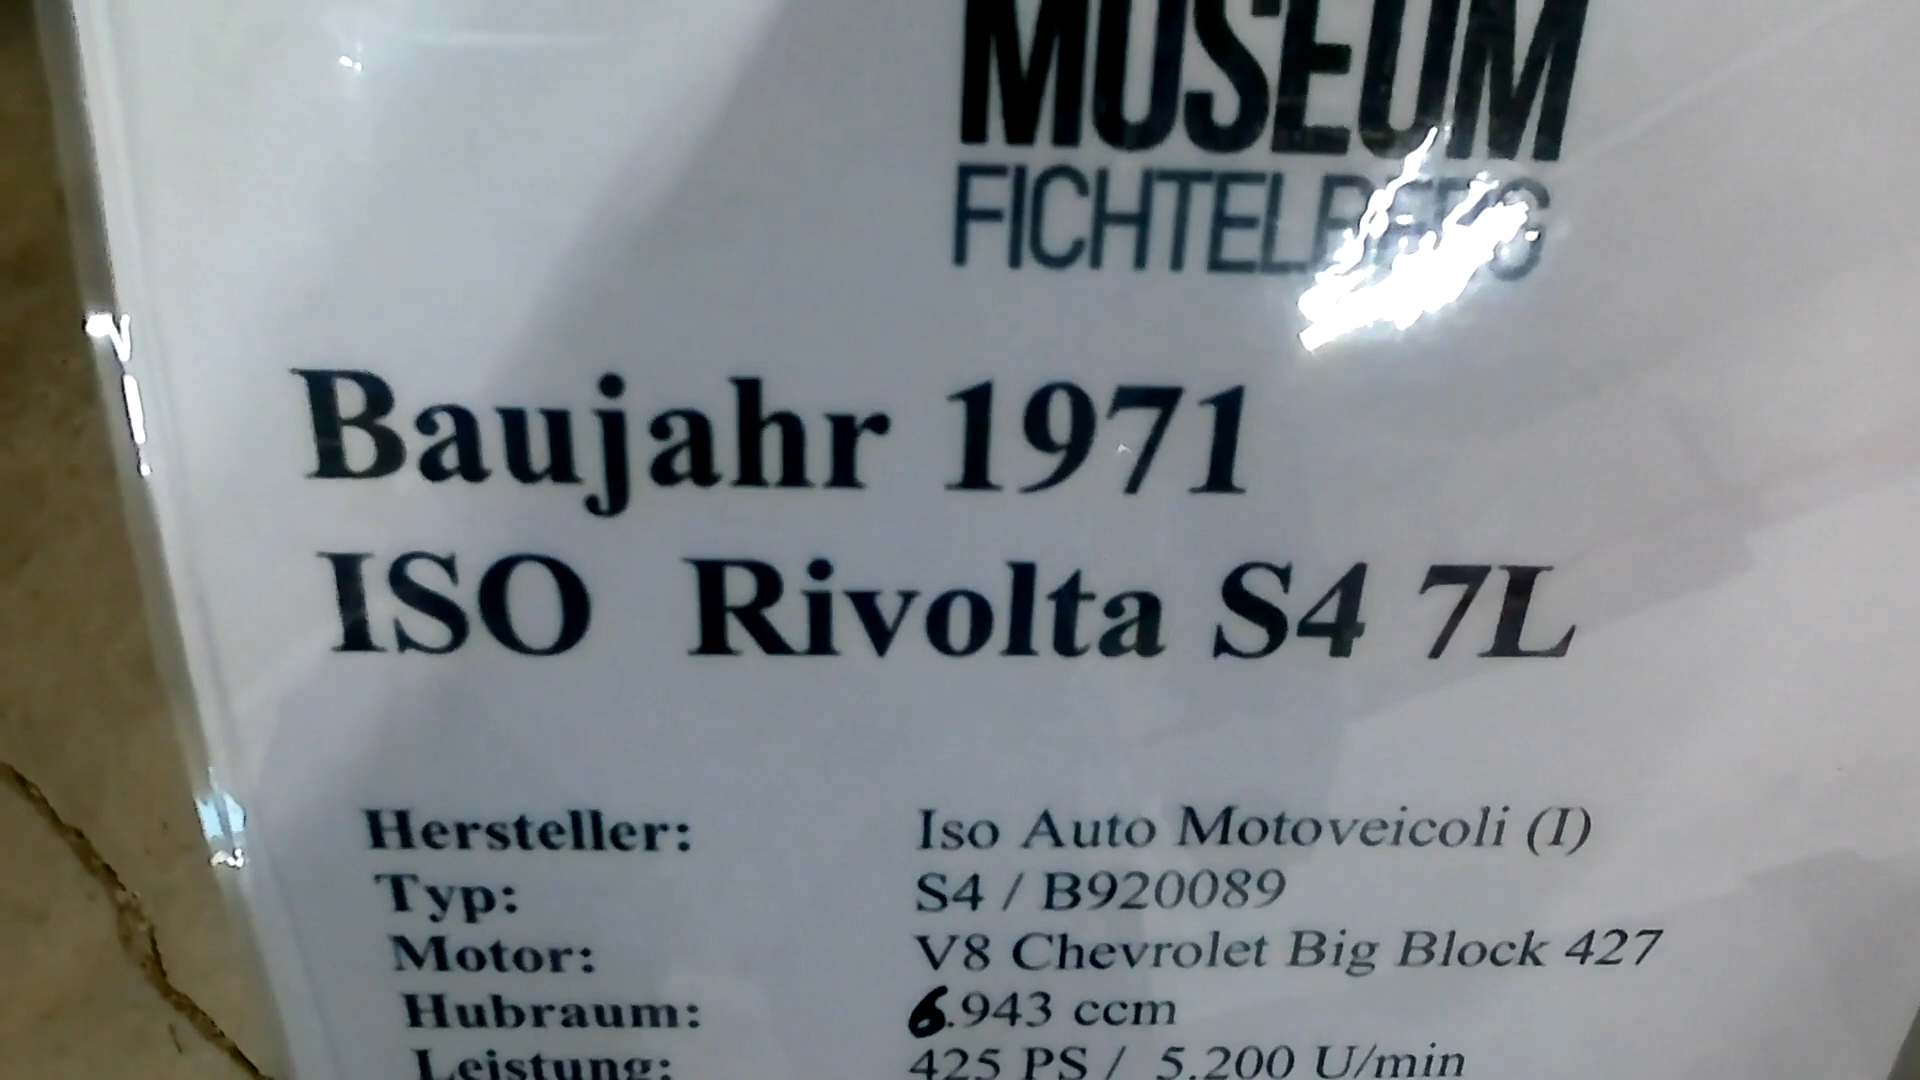 MUSEUM
FICHTELBERG
Baujahr 1971
ISO Rivolta S4 7L
Hersteller: Iso Auto Motoveicoli (I)
Typ: S4 / B920089
Motor: V8 Chevrolet Big Block 427
Hubraum: 6.943 ccm
Leistung: 425 PS / 5.200 U/min